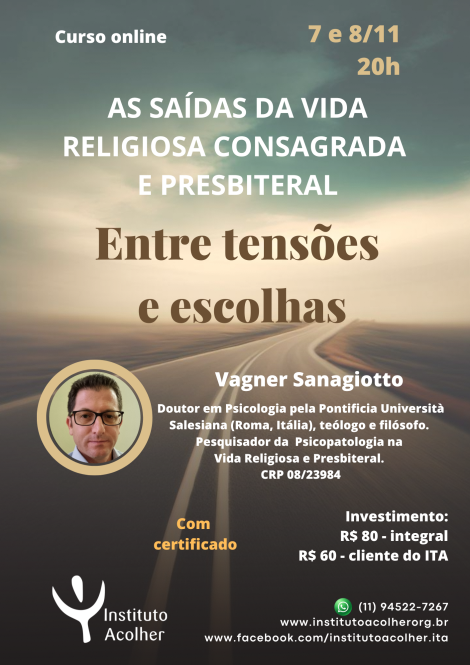 Curso online
7 e 8/11
20h
AS SAÍDAS DA VIDA
RELIGIOSA CONSAGRADA
E PRESBITERAL
Entre tensões
e escolhas
Vagner Sanagiotto
Doutor em Psicologia pela Pontificia Università
Salesiana (Roma, Itália), teólogo e filósofo.
Pesquisador da Psicopatologia na
Vida Religiosa e Presbiteral.
CRP 08/23984
Com
certificado
Investimento:
R$ 80 - integral
R$ 60 - cliente do ITA
Instituto
Acolher
(11) 94522-7267
www.institutoacolherorg.br
www.facebook.com/institutoacolher.ita